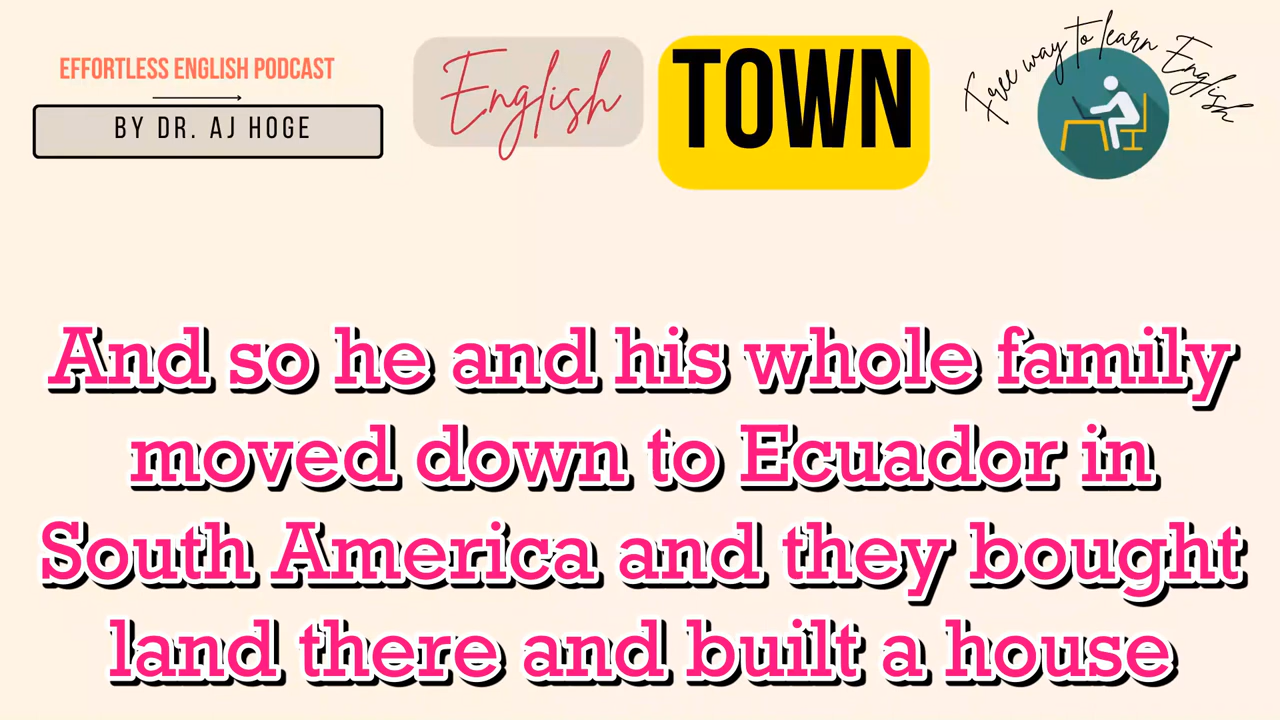 EFFORTLESS ENGLISH PODCAST
BY DR. AJ HOGE
English
TOWN
Free way to learn English
And so he and his whole family
moved down to Ecuador in
South America and they bought
land there and built a house